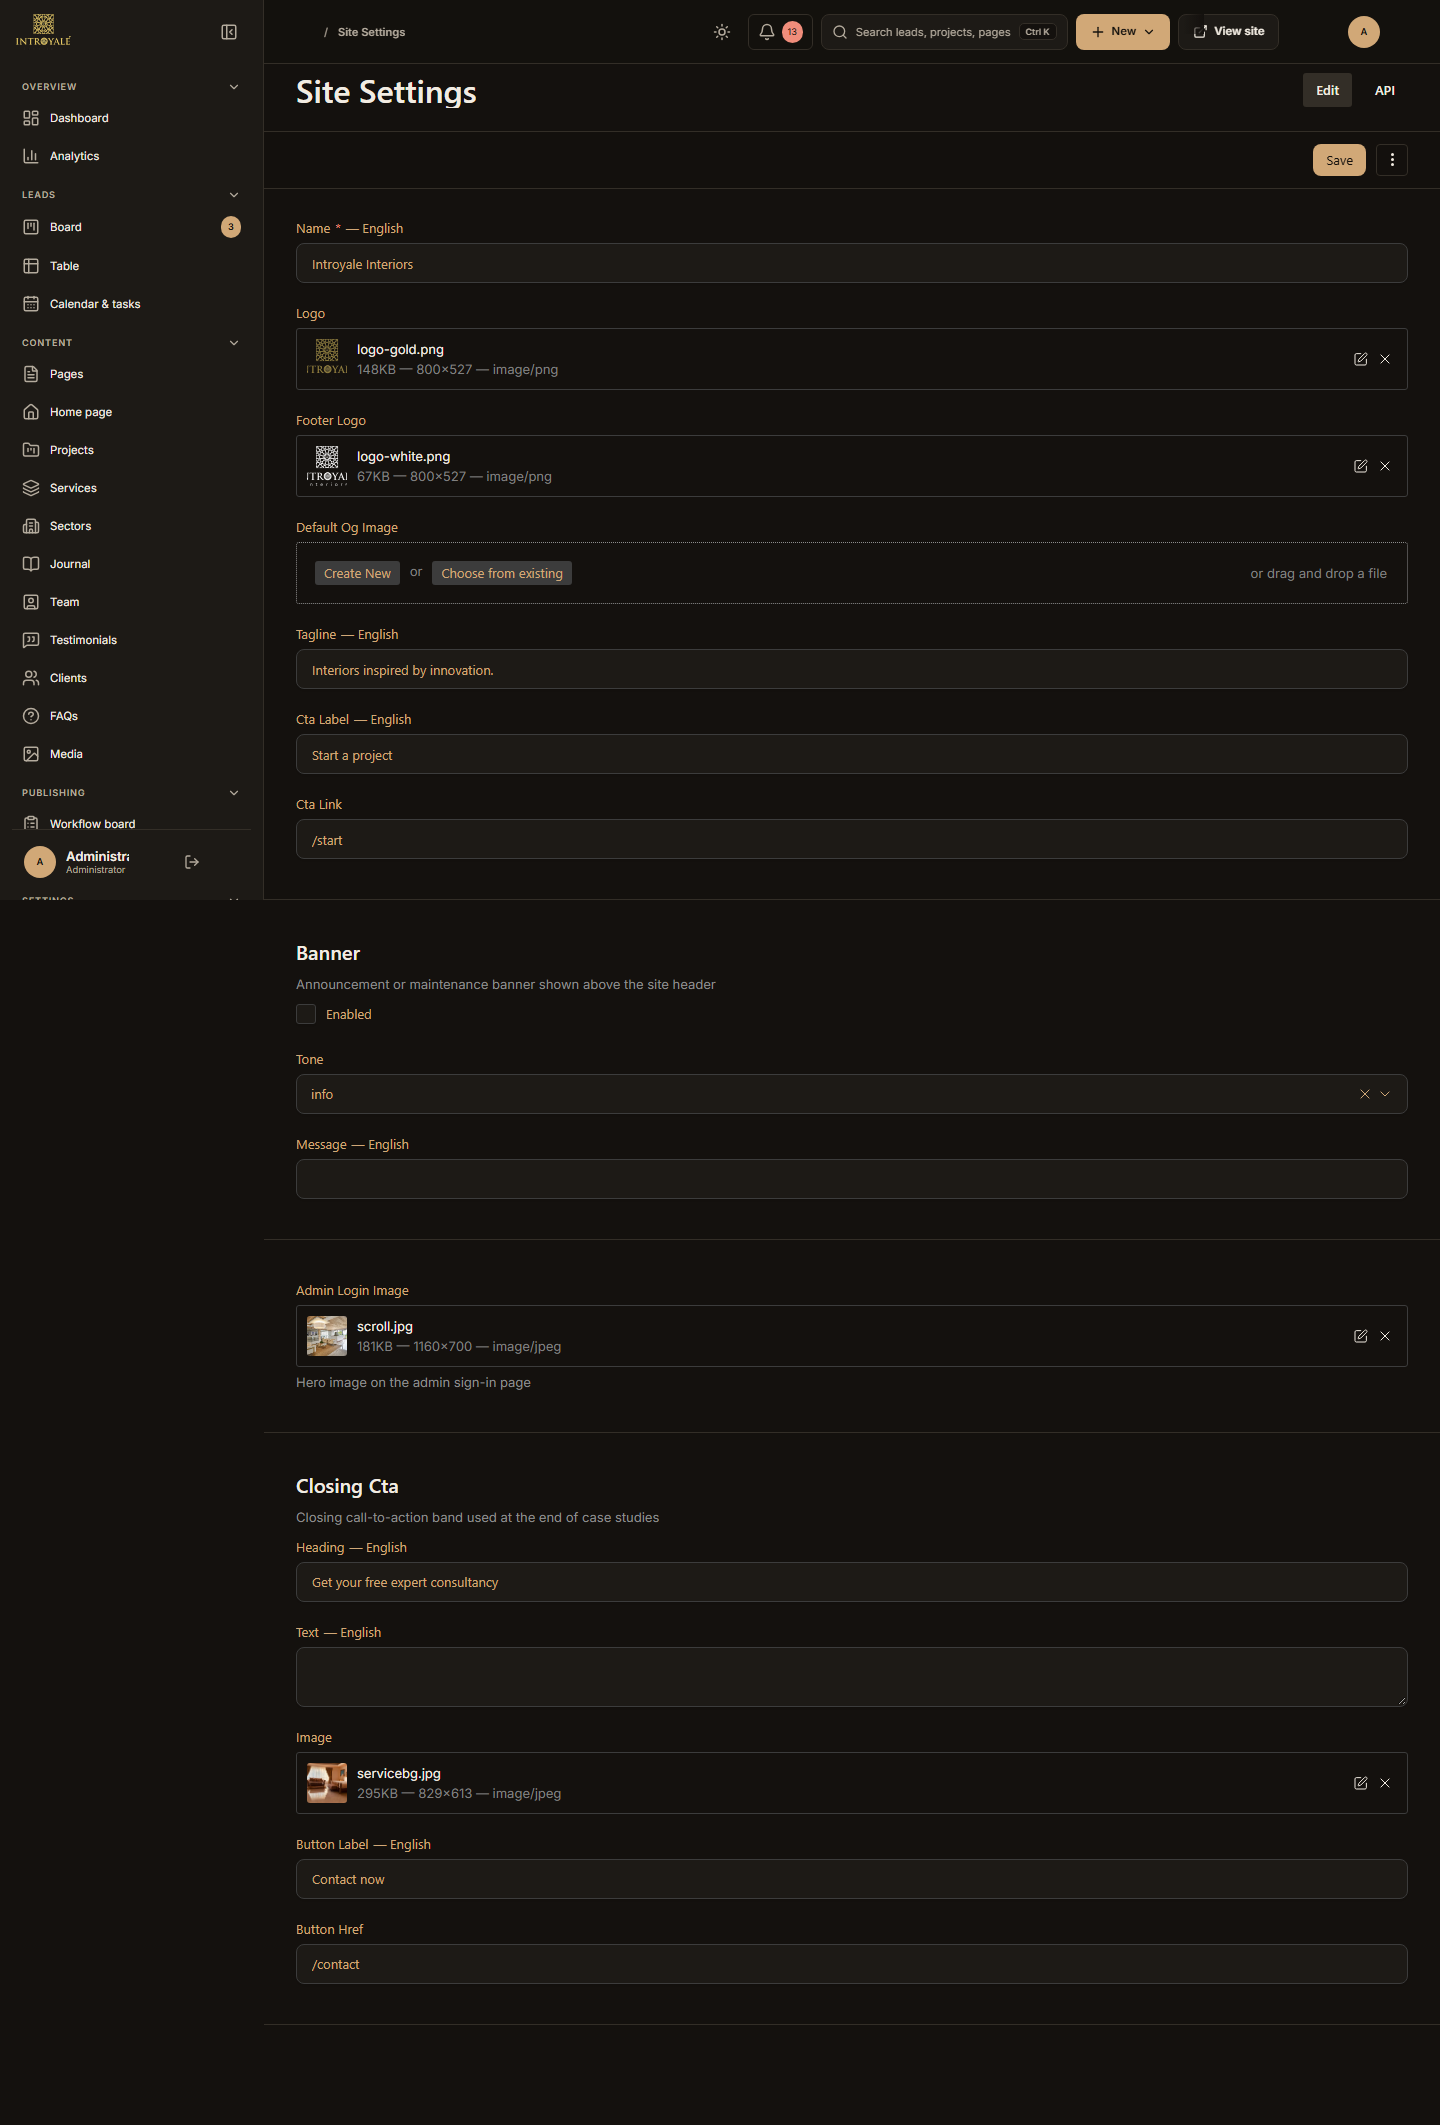 INTROYALE
/ Site Settings
13
Search leads, projects, pages
Ctrl K
New
View site
A
OVERVIEW
Dashboard
Analytics
LEADS
Board
3
Table
Calendar & tasks
CONTENT
Pages
Home page
Projects
Services
Sectors
Journal
Team
Testimonials
Clients
FAQs
Media
PUBLISHING
Workflow board
A
Administra
Administrator
SETTINGS
Site Settings
Edit
API
Save
Name * — English
Introyale Interiors
Logo
logo-gold.png
148KB — 800×527 — image/png
Footer Logo
logo-white.png
67KB — 800×527 — image/png
Default Og Image
Create New or Choose from existing
or drag and drop a file
Tagline — English
Interiors inspired by innovation.
Cta Label — English
Start a project
Cta Link
/start
Banner
Announcement or maintenance banner shown above the site header
Enabled
Tone
info
Message — English
Admin Login Image
scroll.jpg
181KB — 1160×700 — image/jpeg
Hero image on the admin sign-in page
Closing Cta
Closing call-to-action band used at the end of case studies
Heading — English
Get your free expert consultancy
Text — English
Image
servicebg.jpg
295KB — 829×613 — image/jpeg
Button Label — English
Contact now
Button Href
/contact